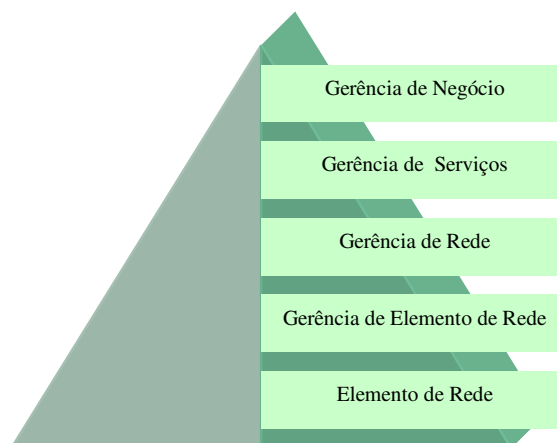 Gerência de Negócio
Gerência de Serviços
Gerência de Rede
Gerência de Elemento de Rede
Elemento de Rede